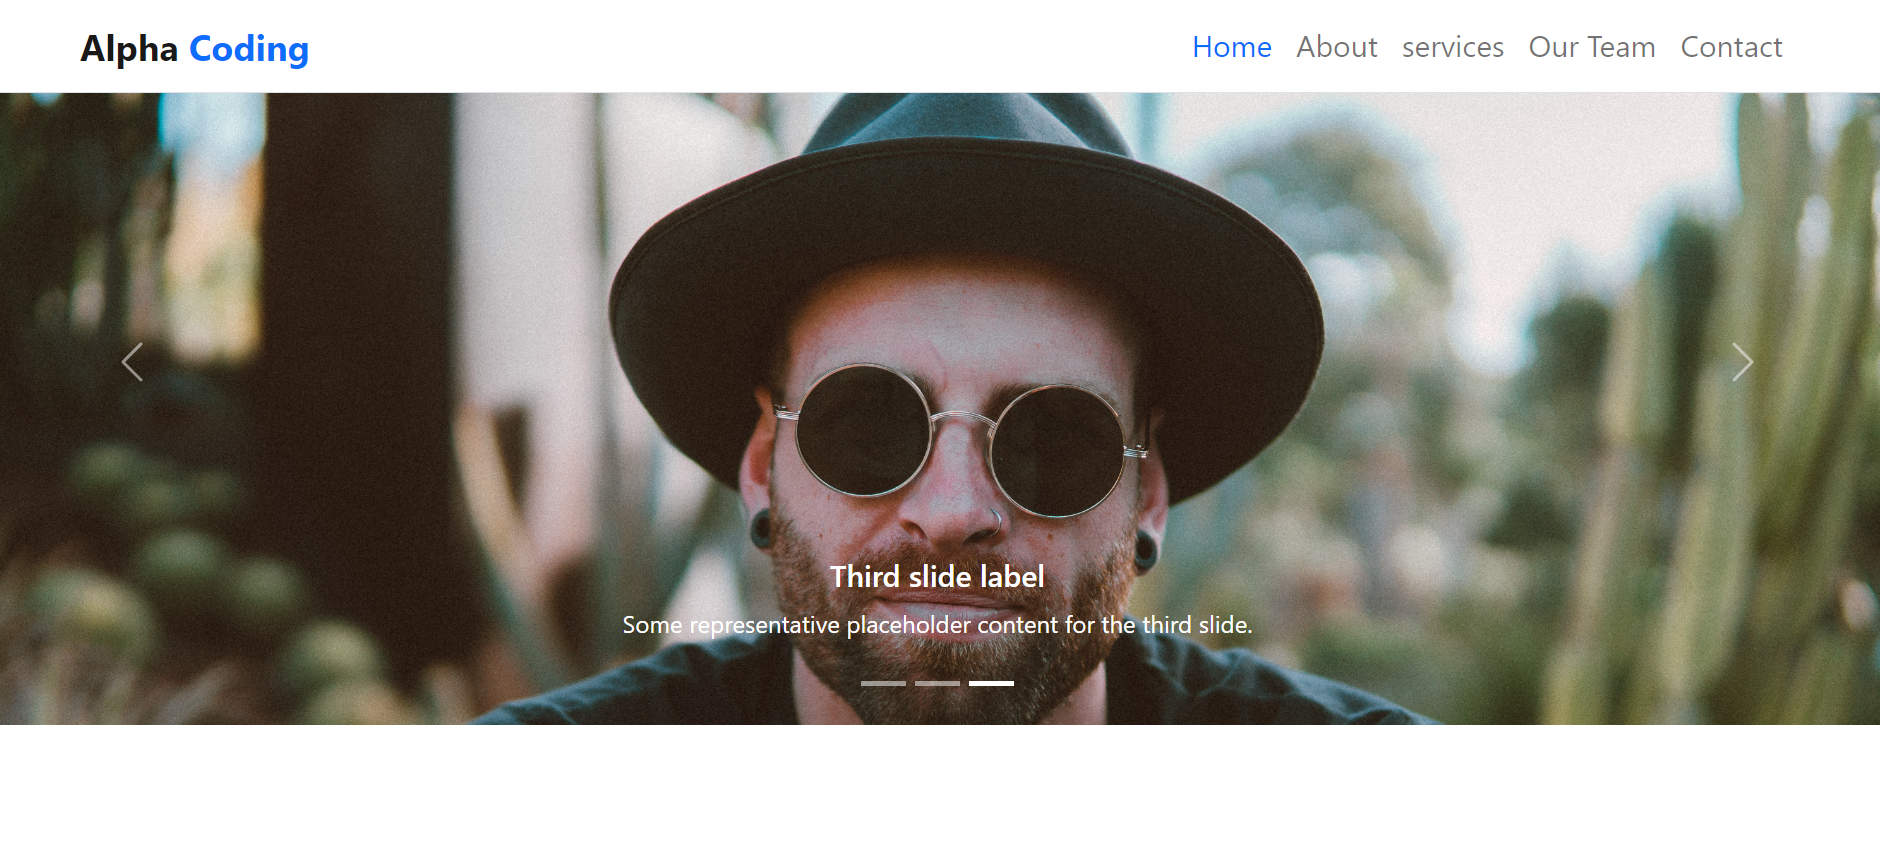 Alpha Coding
Home About services Our Team Contact
Third slide label
Some representative placeholder content for the third slide.